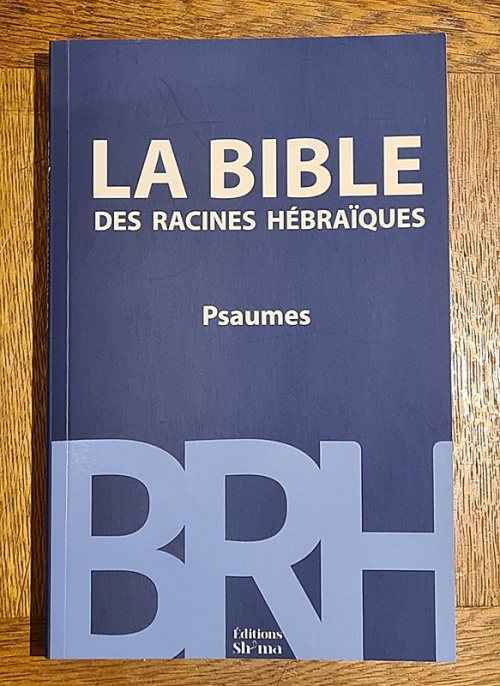 LA BIBLE
DES RACINES HÉBRAÏQUES
Psaumes
BRH
Éditions
Sh ma